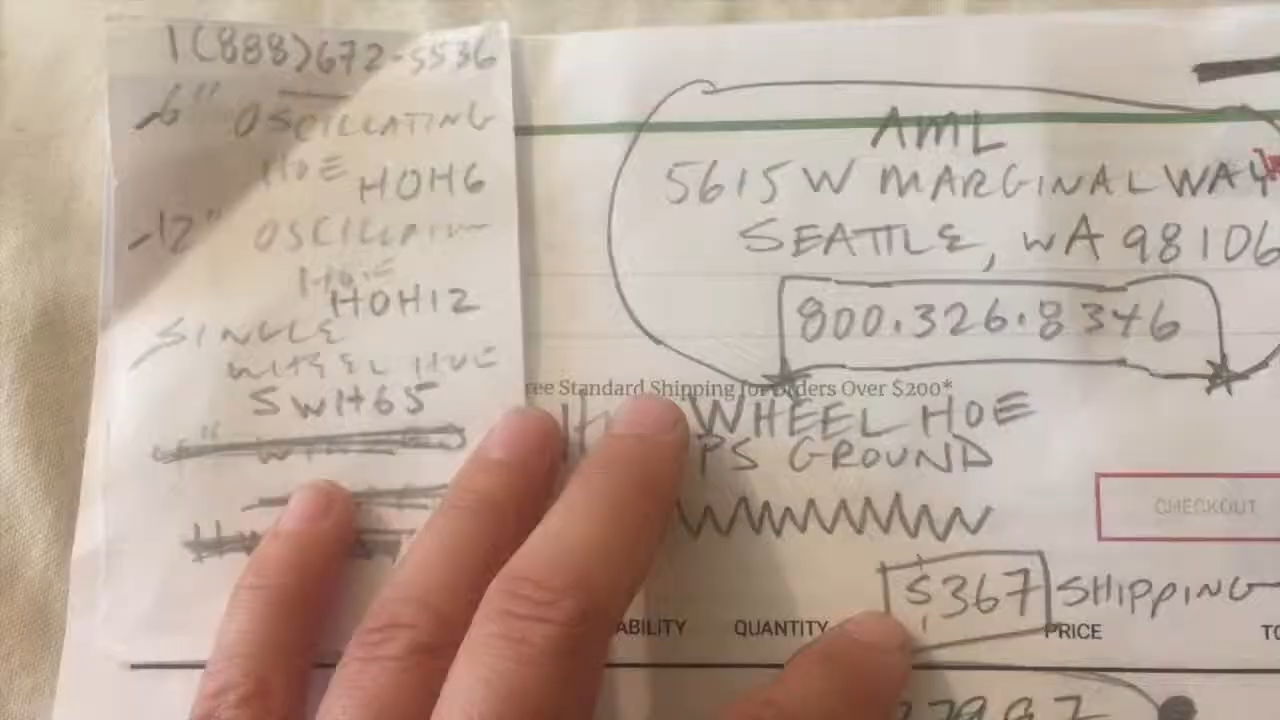 1(888)672-5536
-6" OSCILLATING
HOE HOH6
-12"
HOE
HOH12
SINGLE
WHEEL HOE
SWH65
AML
5615 W MARGINAL WAY
SEATTLE, WA 98106
800.326.8346
ree Standard Shipping for Orders Over $200*
WHEEL HOE
PS GROUND
CHECKOUT
$367 SHIPPING
ABILITY QUANTITY PRICE TO